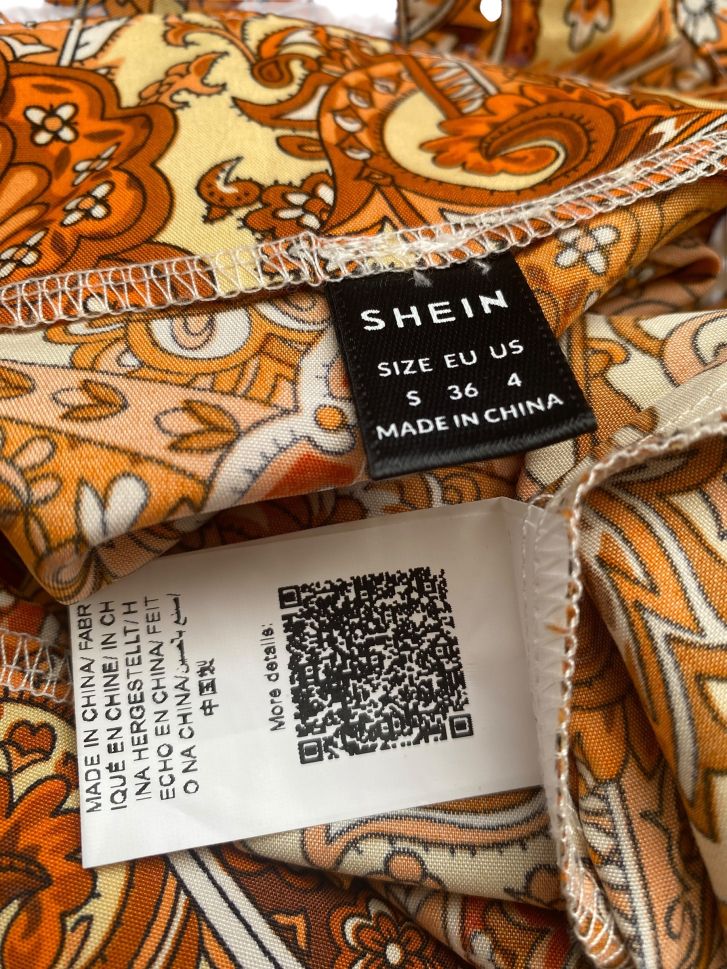 SHEIN
SIZE EU US
S 36 4
MADE IN CHINA
MADE IN CHINA/ FABR
IQUÉ EN CHINE/ IN CH
INA HERGESTELLT/ H
ECHO EN CHINA/ FEIT
O NA CHINA/
中国製
More details: